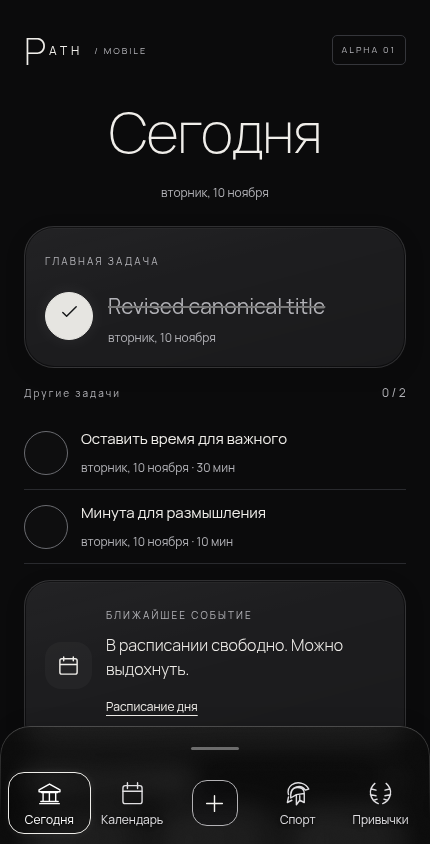 PATH / MOBILE
ALPHA 01
Сегодня
вторник, 10 ноября
ГЛАВНАЯ ЗАДАЧА
Revised canonical title
вторник, 10 ноября
Другие задачи 0 / 2
Оставить время для важного
вторник, 10 ноября · 30 мин
Минута для размышления
вторник, 10 ноября · 10 мин
БЛИЖАЙШЕЕ СОБЫТИЕ
В расписании свободно. Можно
выдохнуть.
Расписание дня
Сегодня
Календарь
Спорт
Привычки